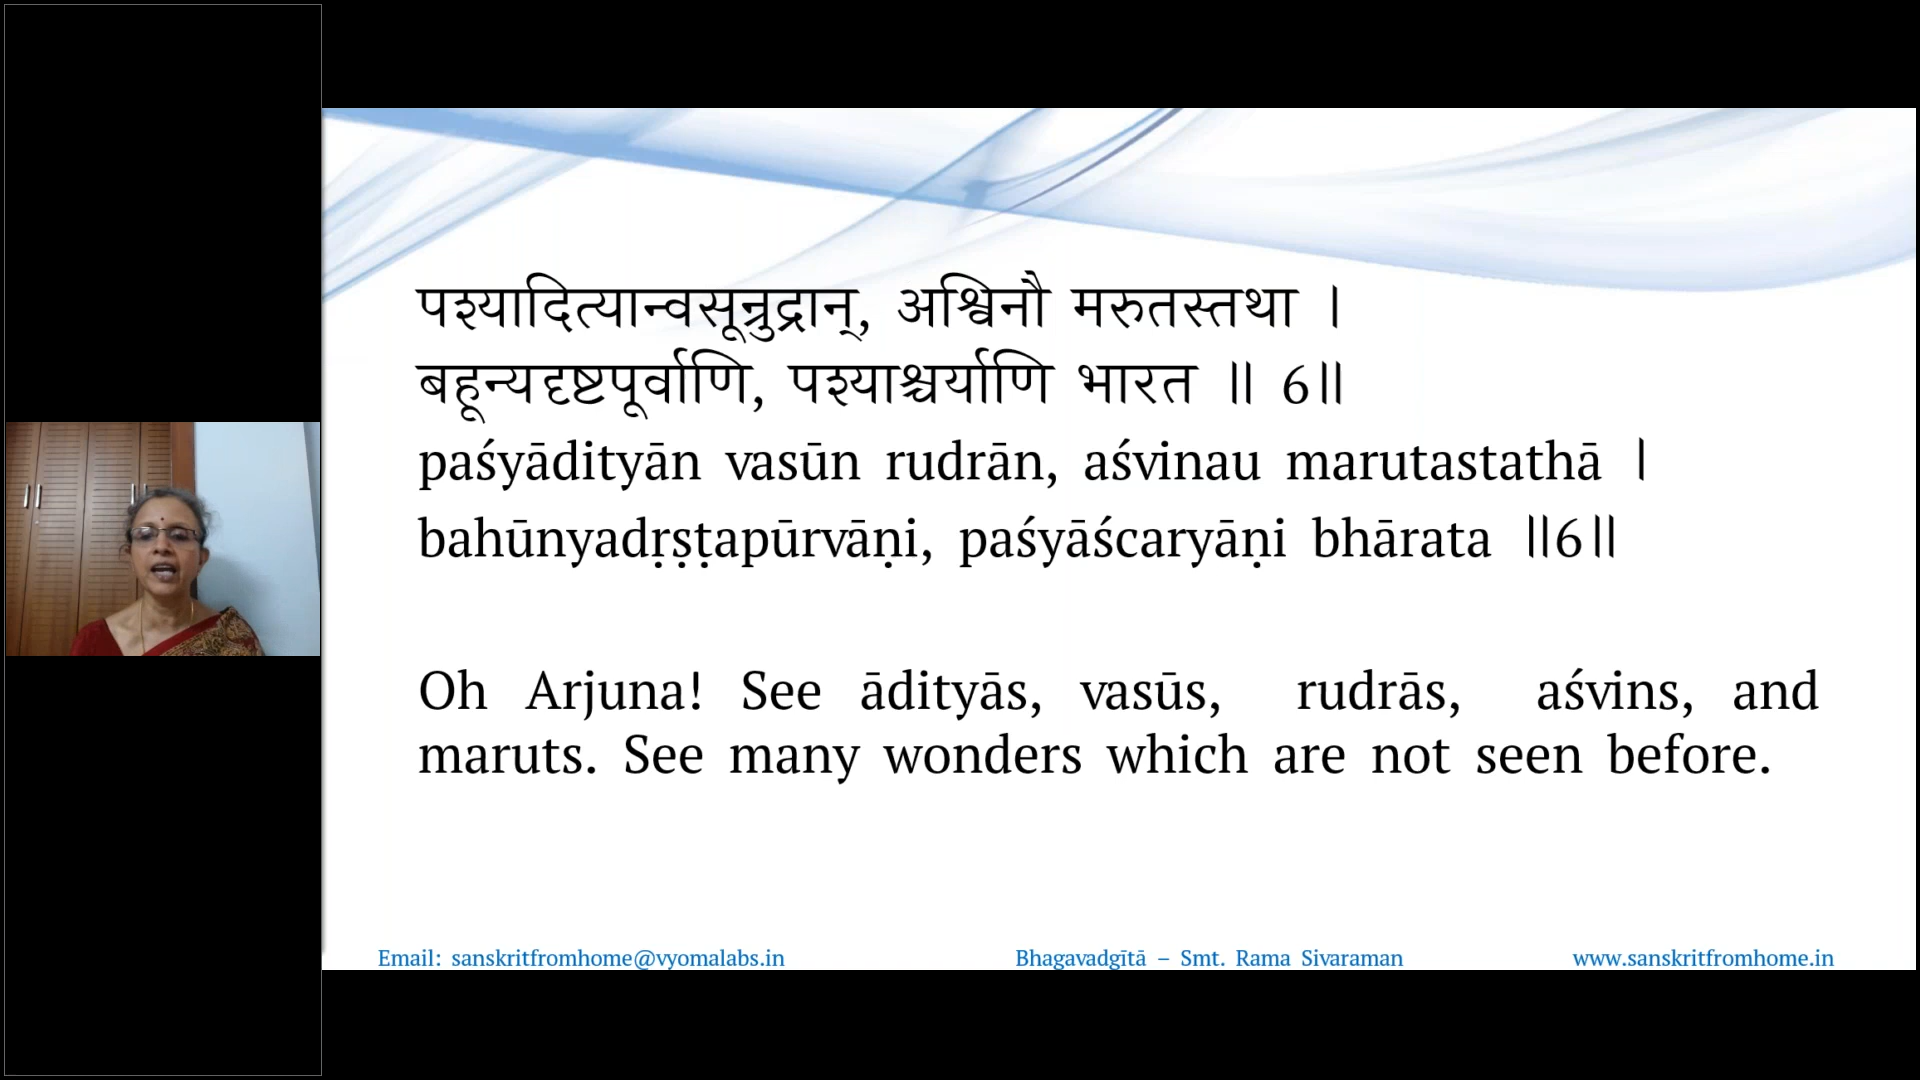 पश्यादित्यान्वसून्रुद्रान्, अश्विनौ मरुतस्तथा ।
बहून्यदृष्टपूर्वाणि, पश्याश्चर्याणि भारत ॥ 6॥
paśyādityān vasūn rudrān, aśvinau marutastathā ।
bahūnyadṛṣṭapūrvāṇi, paśyāścaryāṇi bhārata ॥6॥
Oh Arjuna! See ādityās, vasūs, rudrās, aśvins, and
maruts. See many wonders which are not seen before.
Email: sanskritfromhome@vyomalabs.in Bhagavadgītā – Smt. Rama Sivaraman www.sanskritfromhome.in